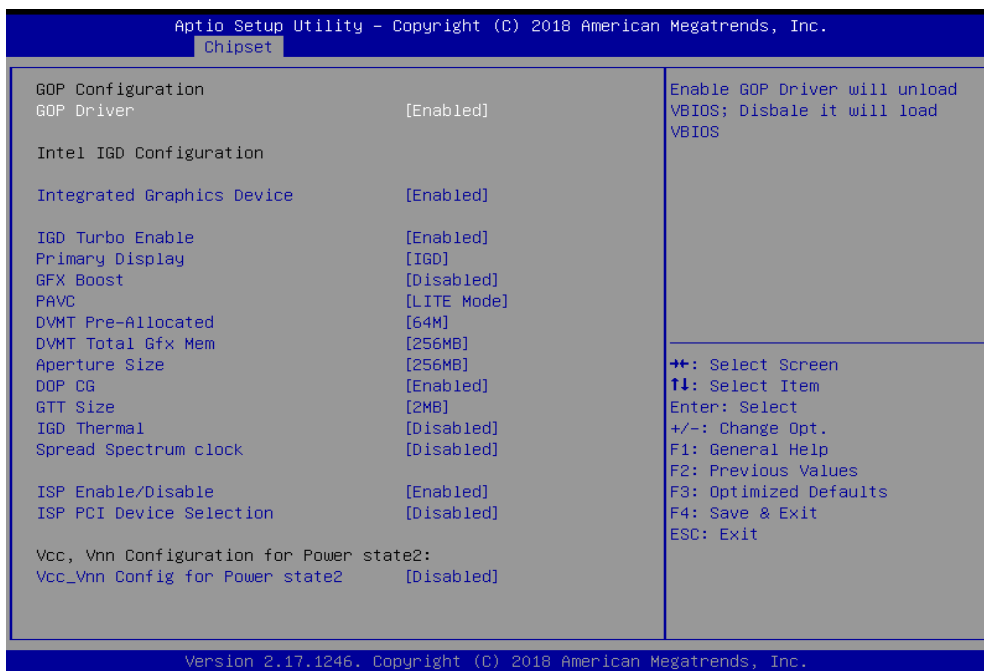 Aptio Setup Utility – Copyright (C) 2018 American Megatrends, Inc.
Chipset
GOP Configuration
GOP Driver [Enabled]
Intel IGD Configuration
Integrated Graphics Device [Enabled]
IGD Turbo Enable [Enabled]
Primary Display [IGD]
GFX Boost [Disabled]
PAVC [LITE Mode]
DVMT Pre-Allocated [64M]
DVMT Total Gfx Mem [256MB]
Aperture Size [256MB]
DOP CG [Enabled]
GTT Size [2MB]
IGD Thermal [Disabled]
Spread Spectrum clock [Disabled]
ISP Enable/Disable [Enabled]
ISP PCI Device Selection [Disabled]
Vcc, Vnn Configuration for Power state2:
Vcc_Vnn Config for Power state2 [Disabled]
Enable GOP Driver will unload
VBIOS; Disbale it will load
VBIOS
→←: Select Screen
↑↓: Select Item
Enter: Select
+/-: Change Opt.
F1: General Help
F2: Previous Values
F3: Optimized Defaults
F4: Save & Exit
ESC: Exit
Version 2.17.1246. Copyright (C) 2018 American Megatrends, Inc.